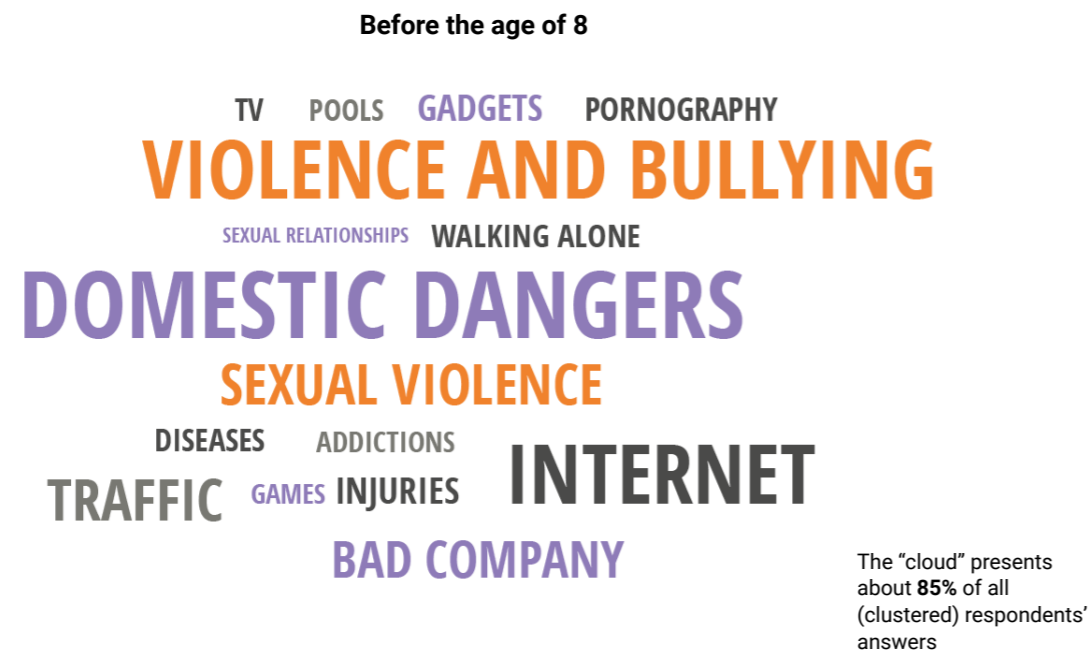 Before the age of 8
TV POOLS GADGETS PORNOGRAPHY
VIOLENCE AND BULLYING
SEXUAL RELATIONSHIPS WALKING ALONE
DOMESTIC DANGERS
SEXUAL VIOLENCE
DISEASES ADDICTIONS
INTERNET
TRAFFIC GAMES INJURIES
BAD COMPANY
The “cloud” presents
about 85% of all
(clustered) respondents’
answers